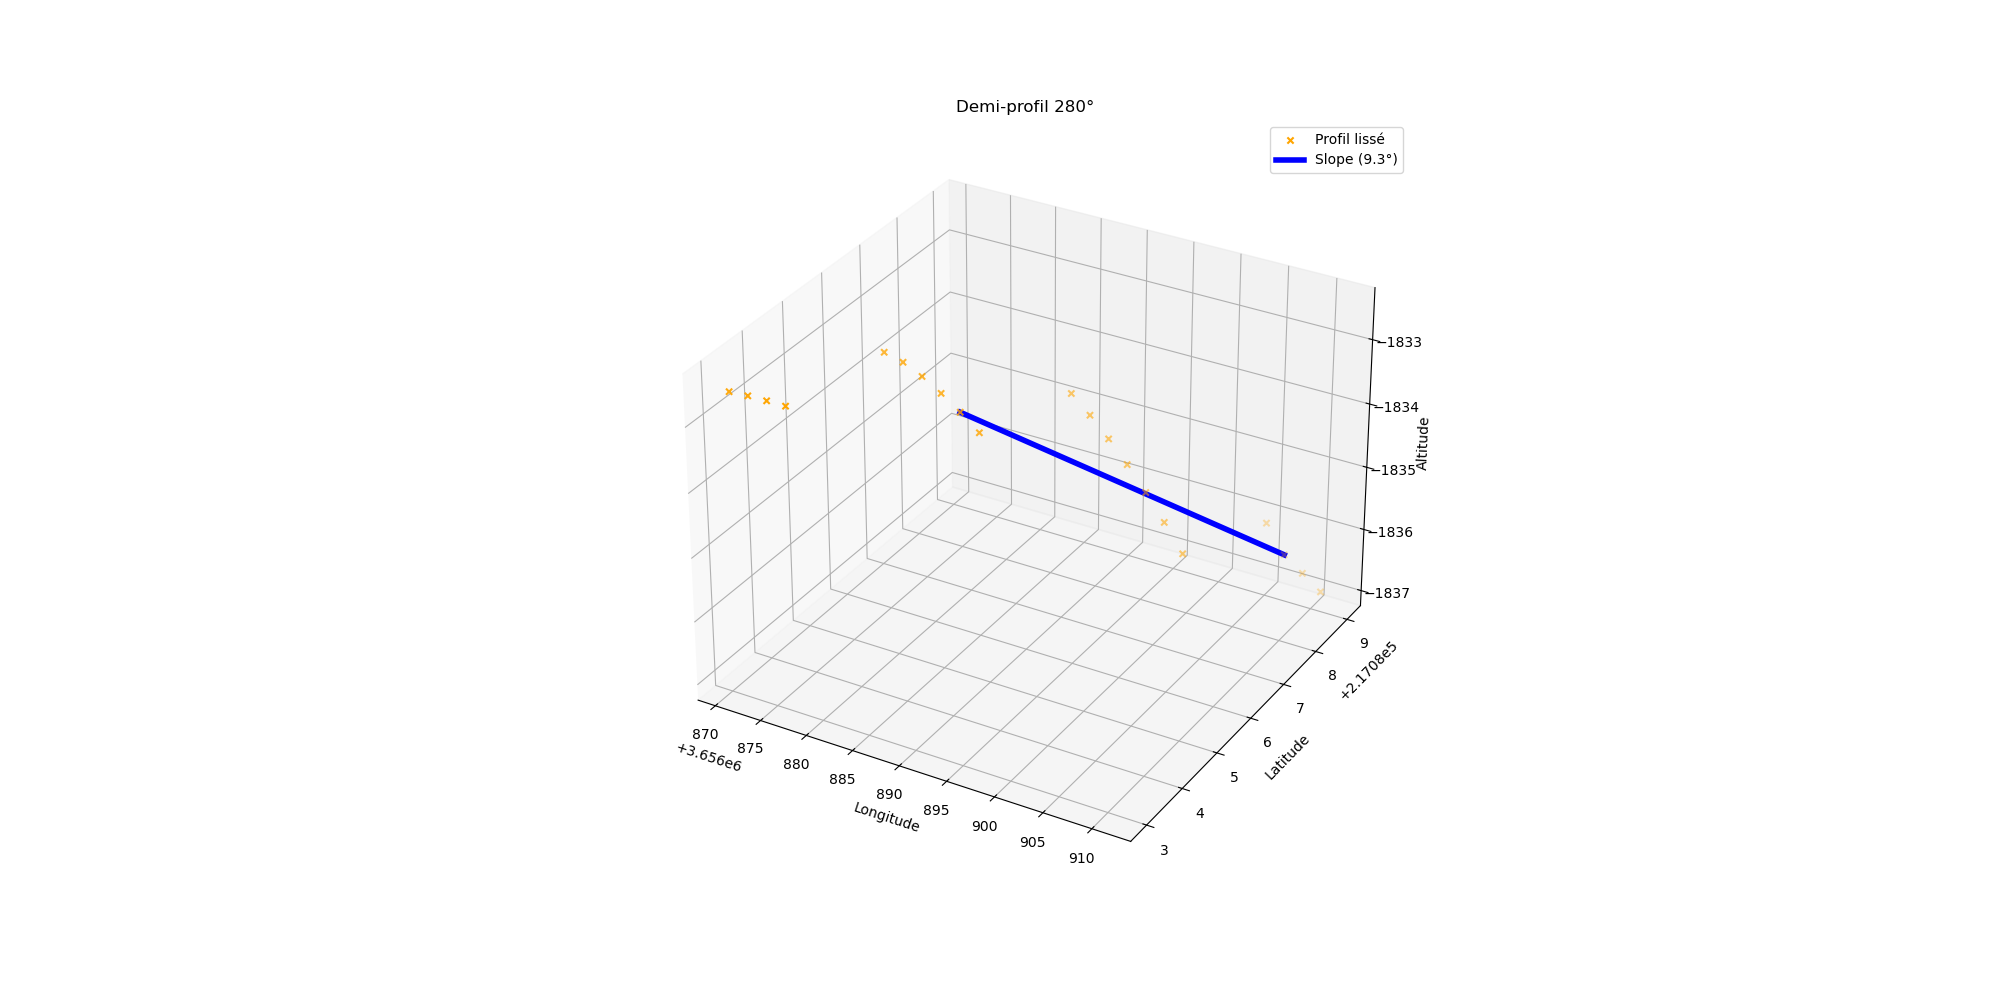 Demi-profil 280°
Profil lissé
Slope (9.3°)
−1833
−1834
−1835
−1836
−1837
Altitude
9
8
7
6
5
4
3
+2.1708e5
Latitude
870
875
880
885
890
895
900
905
910
+3.656e6
Longitude